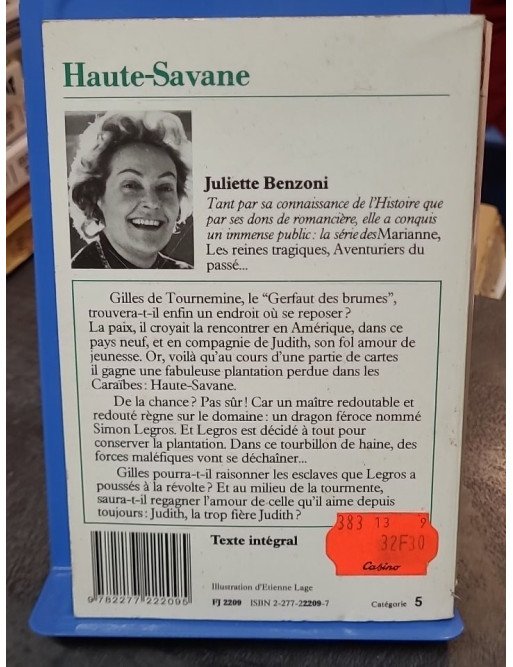 Haute-Savane
Juliette Benzoni
Tant par sa connaissance de l'Histoire que
par ses dons de romancière, elle a conquis
un immense public : la série des Marianne,
Les reines tragiques, Aventuriers du
passé...
Gilles de Tournemine, le "Gerfaut des brumes",
trouvera-t-il enfin un endroit où se reposer ?
La paix, il croyait la rencontrer en Amérique, dans ce
pays neuf, et en compagnie de Judith, son fol amour de
jeunesse. Or, voilà qu'au cours d'une partie de cartes
il gagne une fabuleuse plantation perdue dans les
Caraïbes : Haute-Savane.
De la chance ? Pas sûr ! Car un maître redoutable et
redouté règne sur le domaine : un dragon féroce nommé
Simon Legros. Et Legros est décidé à tout pour
conserver la plantation. Dans ce tourbillon de haine, des
forces maléfiques vont se déchaîner...
Gilles pourra-t-il raisonner les esclaves que Legros a
poussés à la révolte ? Et au milieu de la tourmente,
saura-t-il regagner l'amour de celle qu'il aime depuis
toujours : Judith, la trop fière Judith ?
383 13 9
32F30
Casino
Texte intégral
Illustration d'Etienne Lage
9 782277 222095
FJ 2209 ISBN 2-277-22209-7
Catégorie 5